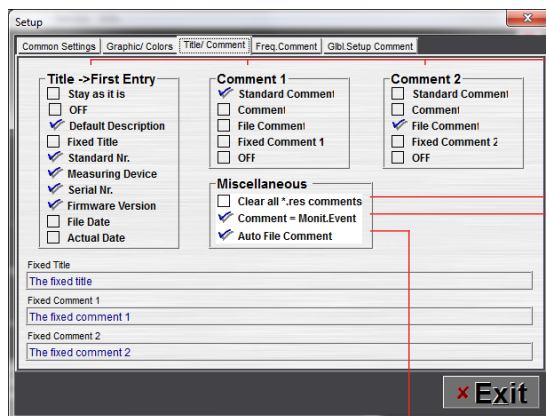 Setup
Common Settings
Graphic/ Colors
Title/ Comment
Freq.Comment
Glbl.Setup Comment
Title ->First Entry
Stay as it is
OFF
Default Description
Fixed Title
Standard Nr.
Measuring Device
Serial Nr.
Firmware Version
File Date
Actual Date
Comment 1
Standard Comment
Comment
File Comment
Fixed Comment 1
OFF
Comment 2
Standard Comment
Comment
File Comment
Fixed Comment 2
OFF
Miscellaneous
Clear all *.res comments
Comment = Monit.Event
Auto File Comment
Fixed Title
The fixed title
Fixed Comment 1
The fixed comment 1
Fixed Comment 2
The fixed comment 2
Exit